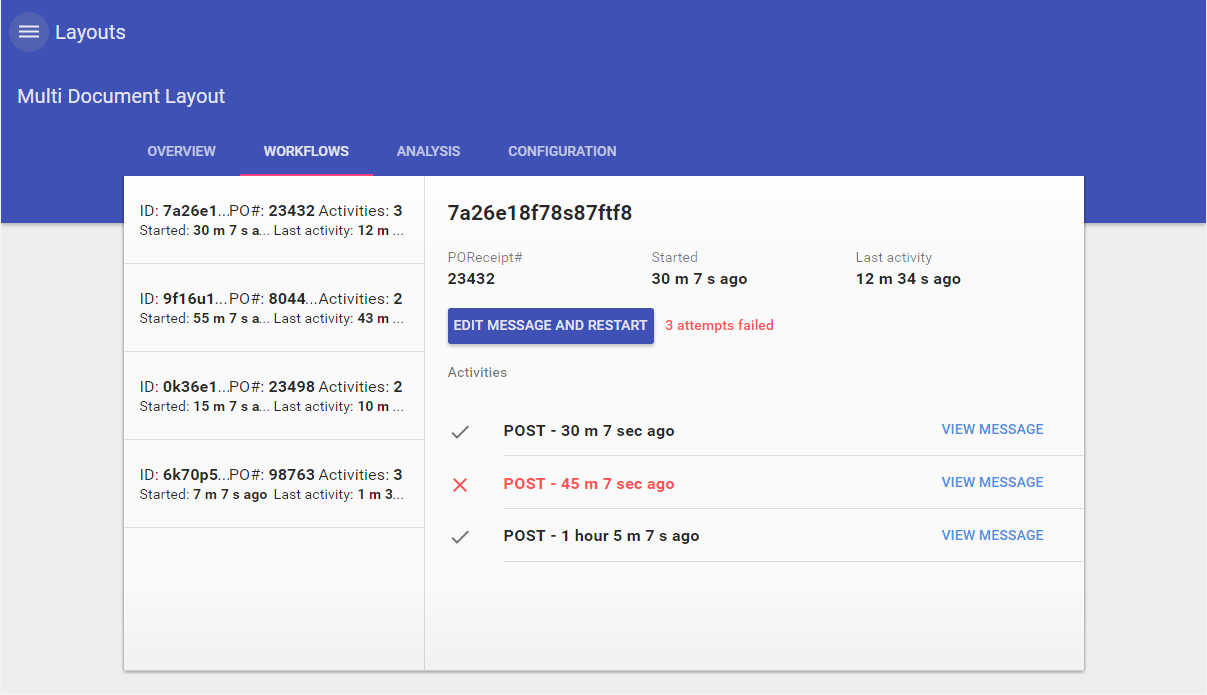 Layouts
Multi Document Layout
OVERVIEW WORKFLOWS ANALYSIS CONFIGURATION
ID: 7a26e1...PO#: 23432 Activities: 3
Started: 30 m 7 s a... Last activity: 12 m ...
ID: 9f16u1...PO#: 8044...Activities: 2
Started: 55 m 7 s a... Last activity: 43 m ...
ID: 0k36e1...PO#: 23498 Activities: 2
Started: 15 m 7 s a... Last activity: 10 m ...
ID: 6k70p5...PO#: 98763 Activities: 3
Started: 7 m 7 s ago Last activity: 1 m 3...
7a26e18f78s87ftf8
POReceipt# Started Last activity
23432 30 m 7 s ago 12 m 34 s ago
EDIT MESSAGE AND RESTART 3 attempts failed
Activities
POST - 30 m 7 sec ago VIEW MESSAGE
POST - 45 m 7 sec ago VIEW MESSAGE
POST - 1 hour 5 m 7 s ago VIEW MESSAGE